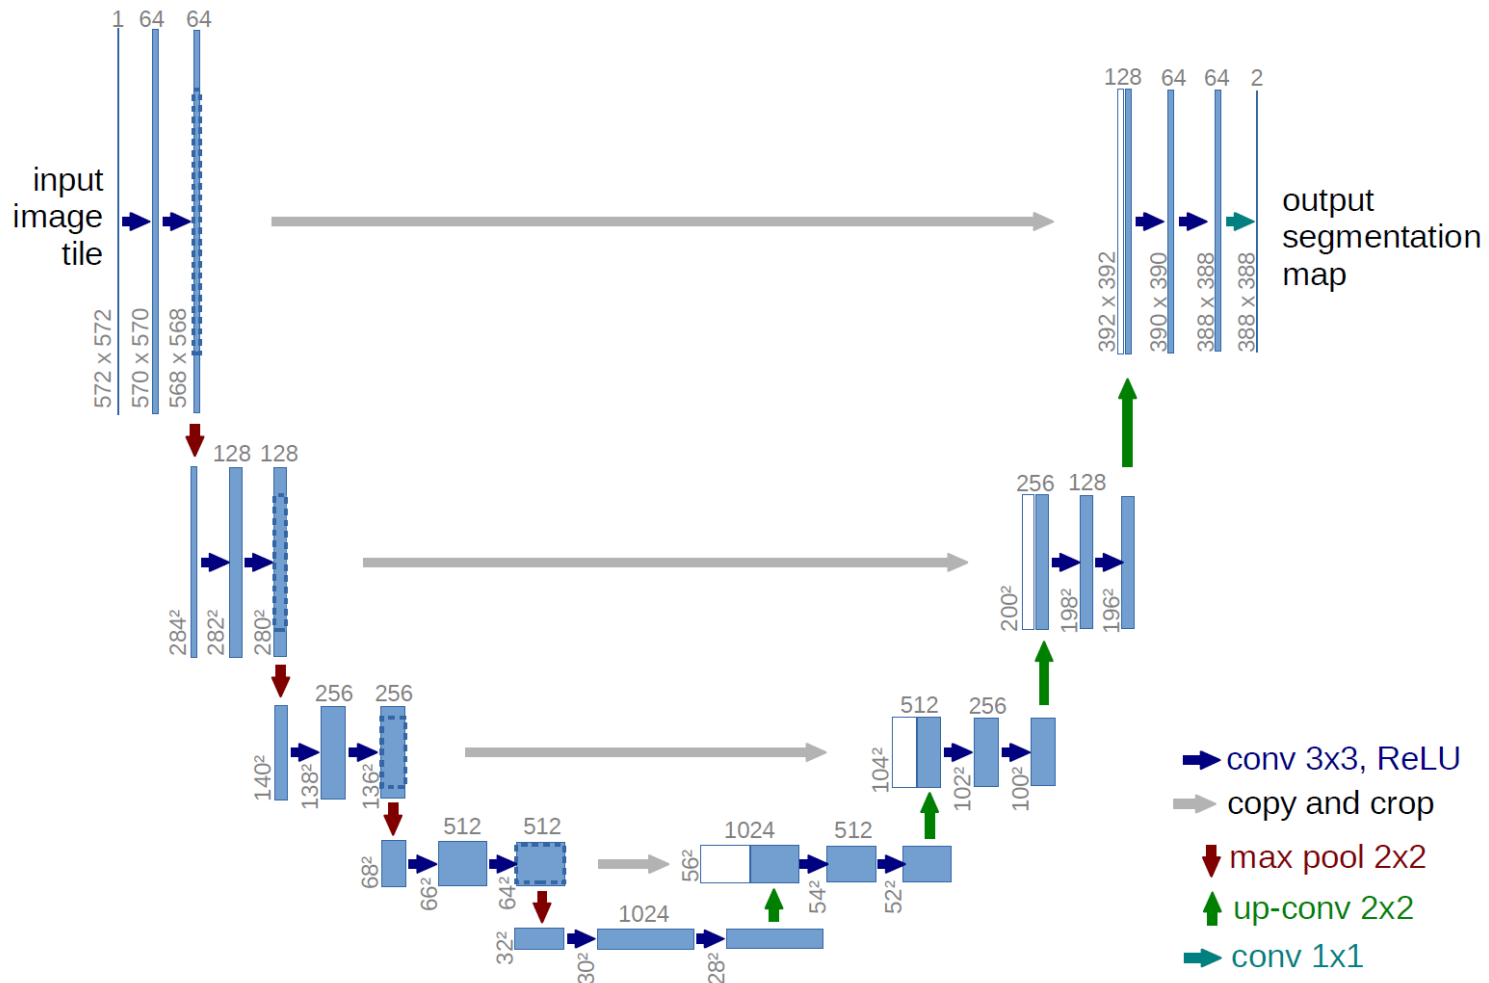 1 64 64
128 64 64 2
input
image
tile
output
segmentation
map
572 x 572
570 x 570
568 x 568
392 x 392
390 x 390
388 x 388
388 x 388
128 128
256 128
284²
282²
280²
200²
198²
196²
256 256
512 256
140²
138²
136²
104²
102²
100²
512 512
1024 512
68²
66²
64²
56²
54²
52²
1024
32²
30²
28²
conv 3x3, ReLU
copy and crop
max pool 2x2
up-conv 2x2
conv 1x1